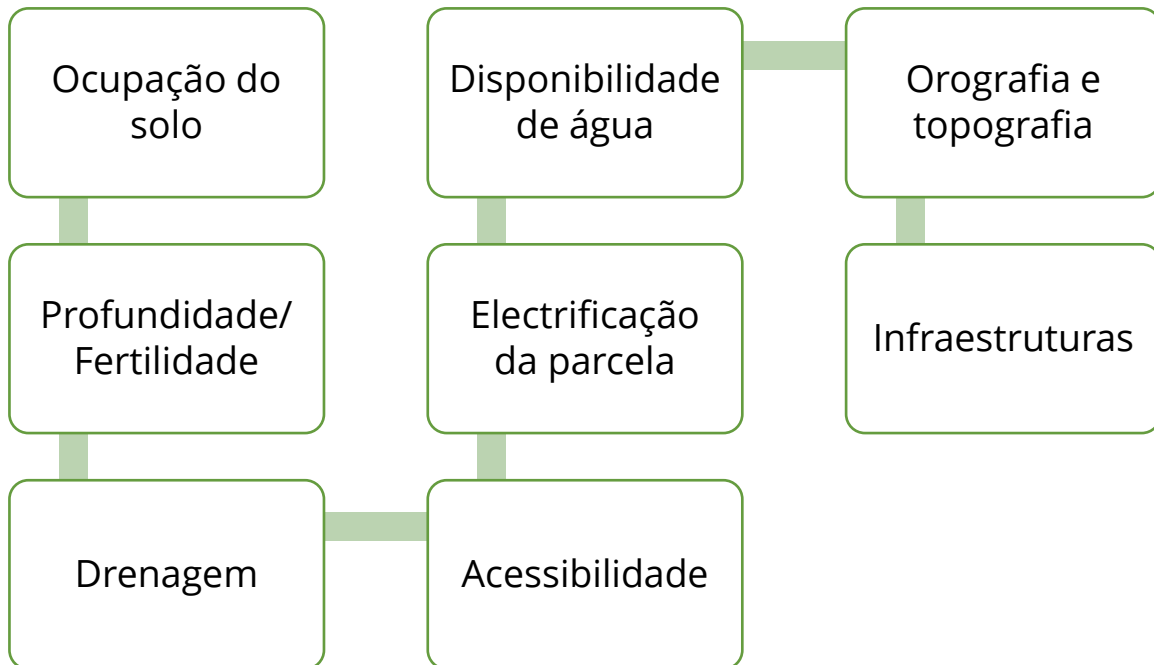 Ocupação do
solo
Profundidade/
Fertilidade
Drenagem
Acessibilidade
Electrificação
da parcela
Disponibilidade
de água
Orografia e
topografia
Infraestruturas